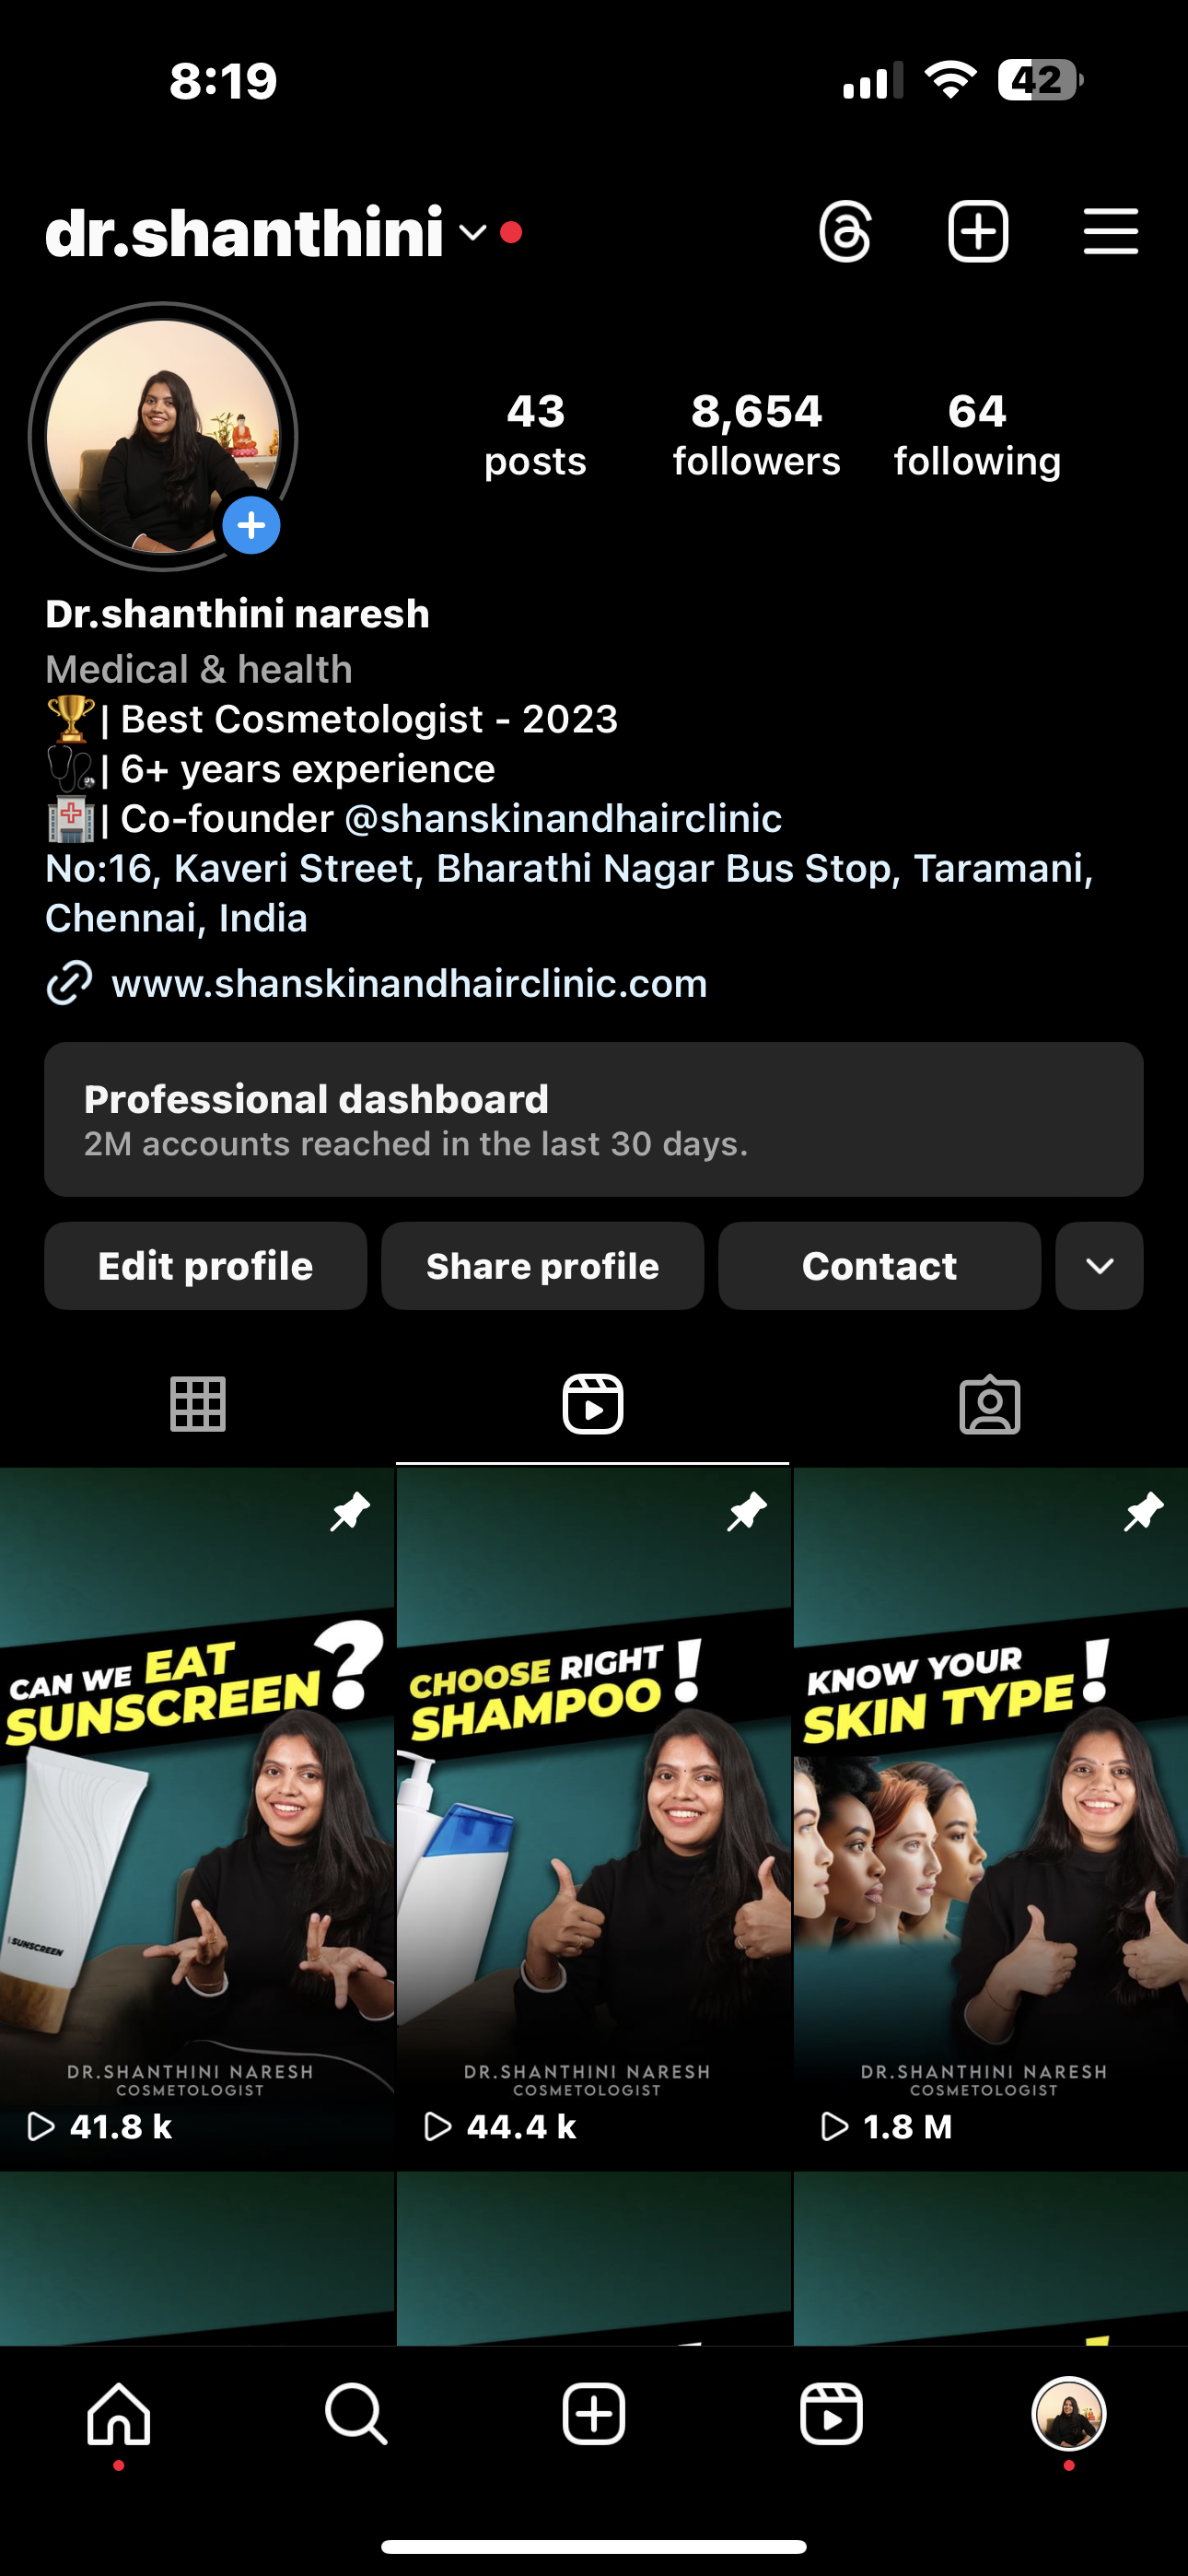 8:19
42
dr.shanthini
43
posts
8,654
followers
64
following
Dr.shanthini naresh
Medical & health
🏆| Best Cosmetologist - 2023
🩺| 6+ years experience
🏥| Co-founder @shanskinandhairclinic
No:16, Kaveri Street, Bharathi Nagar Bus Stop, Taramani,
Chennai, India
www.shanskinandhairclinic.com
Professional dashboard
2M accounts reached in the last 30 days.
Edit profile
Share profile
Contact
CAN WE EAT
SUNSCREEN?
SUNSCREEN
DR.SHANTHINI NARESH
COSMETOLOGIST
41.8 k
CHOOSE RIGHT
SHAMPOO!
DR.SHANTHINI NARESH
COSMETOLOGIST
44.4 k
KNOW YOUR
SKIN TYPE!
DR.SHANTHINI NARESH
COSMETOLOGIST
1.8 M